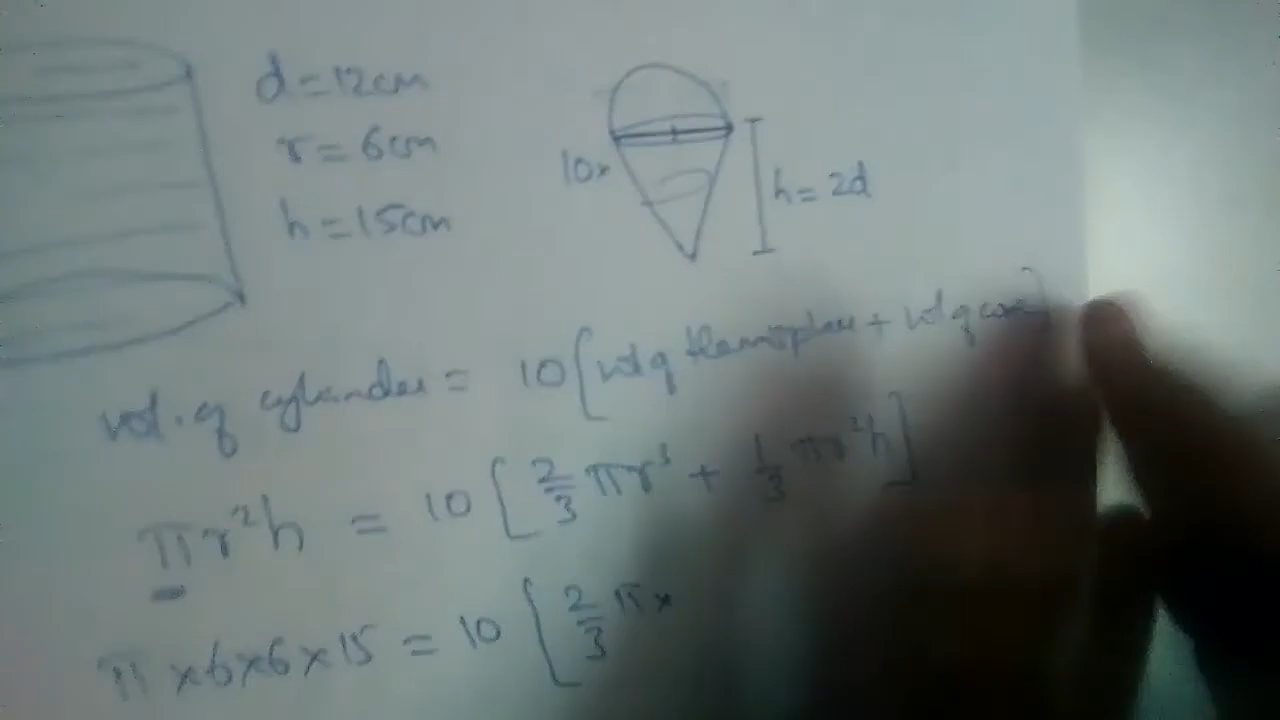 d = 12cm
r = 6cm
h = 15cm
10x
h = 2d
vol. of cylinder = 10[vol of Hemisphere + vol of cone]
πr²h = 10[2/3 πr³ + 1/3 πr²h]
π x 6 x 6 x 15 = 10[2/3 π x